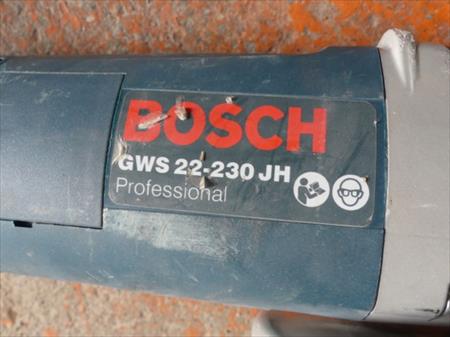 BOSCH
GWS 22-230 JH
Professional